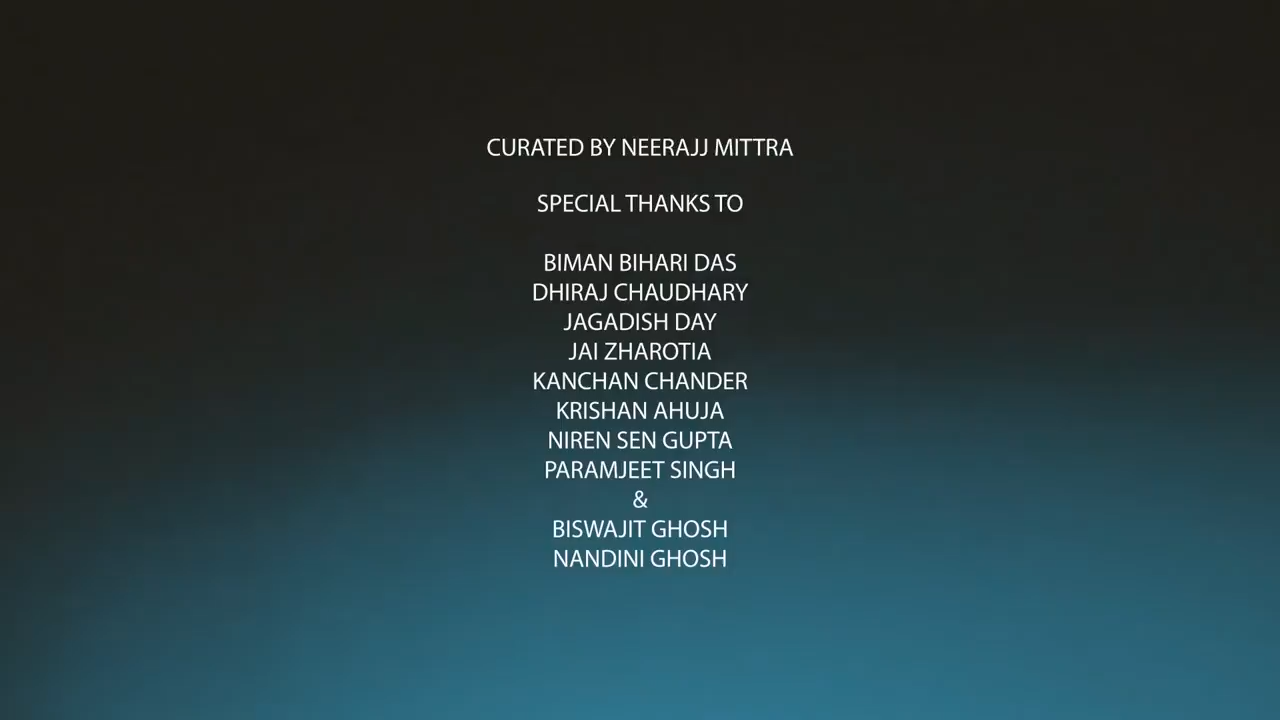 CURATED BY NEERAJJ MITTRA
SPECIAL THANKS TO
BIMAN BIHARI DAS
DHIRAJ CHAUDHARY
JAGADISH DAY
JAI ZHAROTIA
KANCHAN CHANDER
KRISHAN AHUJA
NIREN SEN GUPTA
PARAMJEET SINGH
&
BISWAJIT GHOSH
NANDINI GHOSH